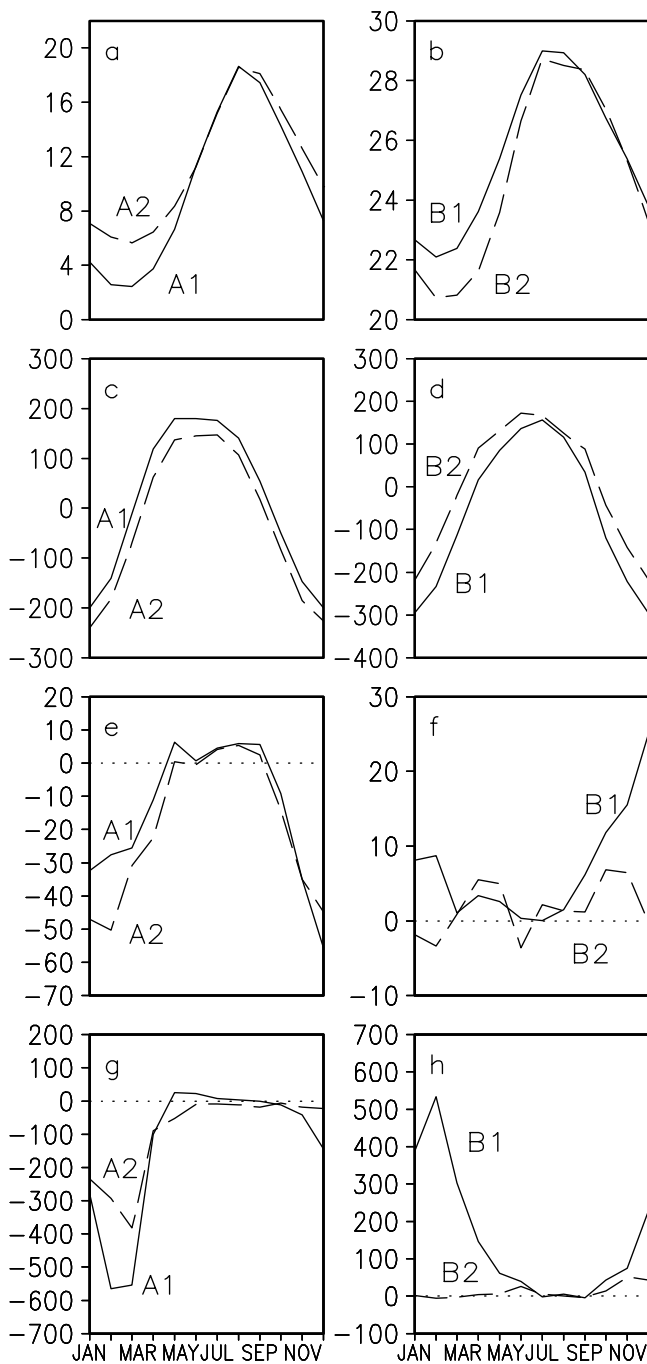 a
20
16
12
8
4
0
A2
A1
b
30
28
26
24
22
20
B1
B2
c
300
200
100
0
−100
−200
−300
A1
A2
d
300
200
100
0
−100
−200
−300
−400
B2
B1
e
20
10
0
−10
−20
−30
−40
−50
−60
−70
A1
A2
f
30
20
10
0
−10
B1
B2
g
200
100
0
−100
−200
−300
−400
−500
−600
−700
A2
A1
JAN MAR MAY JUL SEP NOV
h
700
600
500
400
300
200
100
0
−100
B1
B2
JAN MAR MAY JUL SEP NOV